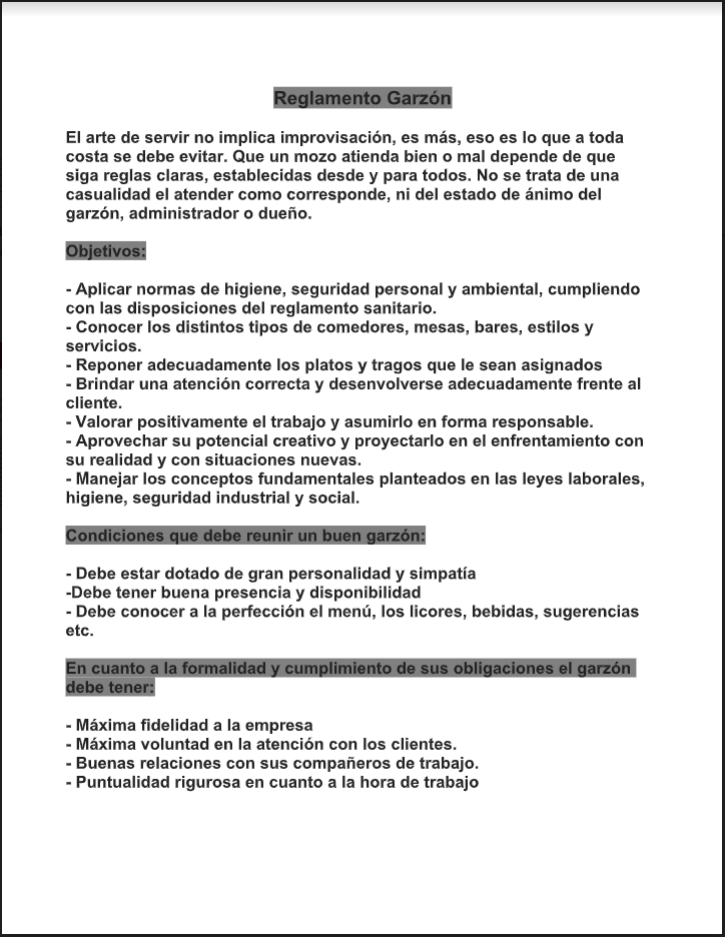 Reglamento Garzón
El arte de servir no implica improvisación, es más, eso es lo que a toda
costa se debe evitar. Que un mozo atienda bien o mal depende de que
siga reglas claras, establecidas desde y para todos. No se trata de una
casualidad el atender como corresponde, ni del estado de ánimo del
garzón, administrador o dueño.
Objetivos:
- Aplicar normas de higiene, seguridad personal y ambiental, cumpliendo
con las disposiciones del reglamento sanitario.
- Conocer los distintos tipos de comedores, mesas, bares, estilos y
servicios.
- Reponer adecuadamente los platos y tragos que le sean asignados
- Brindar una atención correcta y desenvolverse adecuadamente frente al
cliente.
- Valorar positivamente el trabajo y asumirlo en forma responsable.
- Aprovechar su potencial creativo y proyectarlo en el enfrentamiento con
su realidad y con situaciones nuevas.
- Manejar los conceptos fundamentales planteados en las leyes laborales,
higiene, seguridad industrial y social.
Condiciones que debe reunir un buen garzón:
- Debe estar dotado de gran personalidad y simpatía
-Debe tener buena presencia y disponibilidad
- Debe conocer a la perfección el menú, los licores, bebidas, sugerencias
etc.
En cuanto a la formalidad y cumplimiento de sus obligaciones el garzón
debe tener:
- Máxima fidelidad a la empresa
- Máxima voluntad en la atención con los clientes.
- Buenas relaciones con sus compañeros de trabajo.
- Puntualidad rigurosa en cuanto a la hora de trabajo